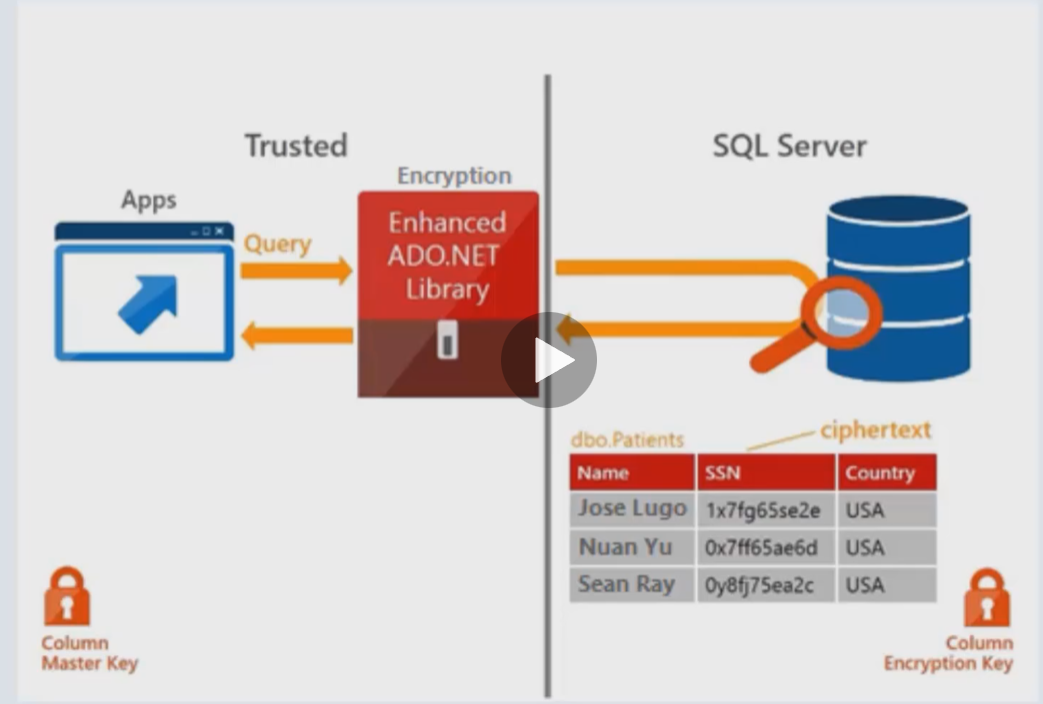 Trusted
SQL Server
Encryption
Apps
Enhanced
ADO.NET
Library
Query
dbo.Patients
ciphertext
Name SSN Country
Jose Lugo 1x7fg65se2e USA
Nuan Yu 0x7ff65ae6d USA
Sean Ray 0y8fj75ea2c USA
Column
Master Key
Column
Encryption Key